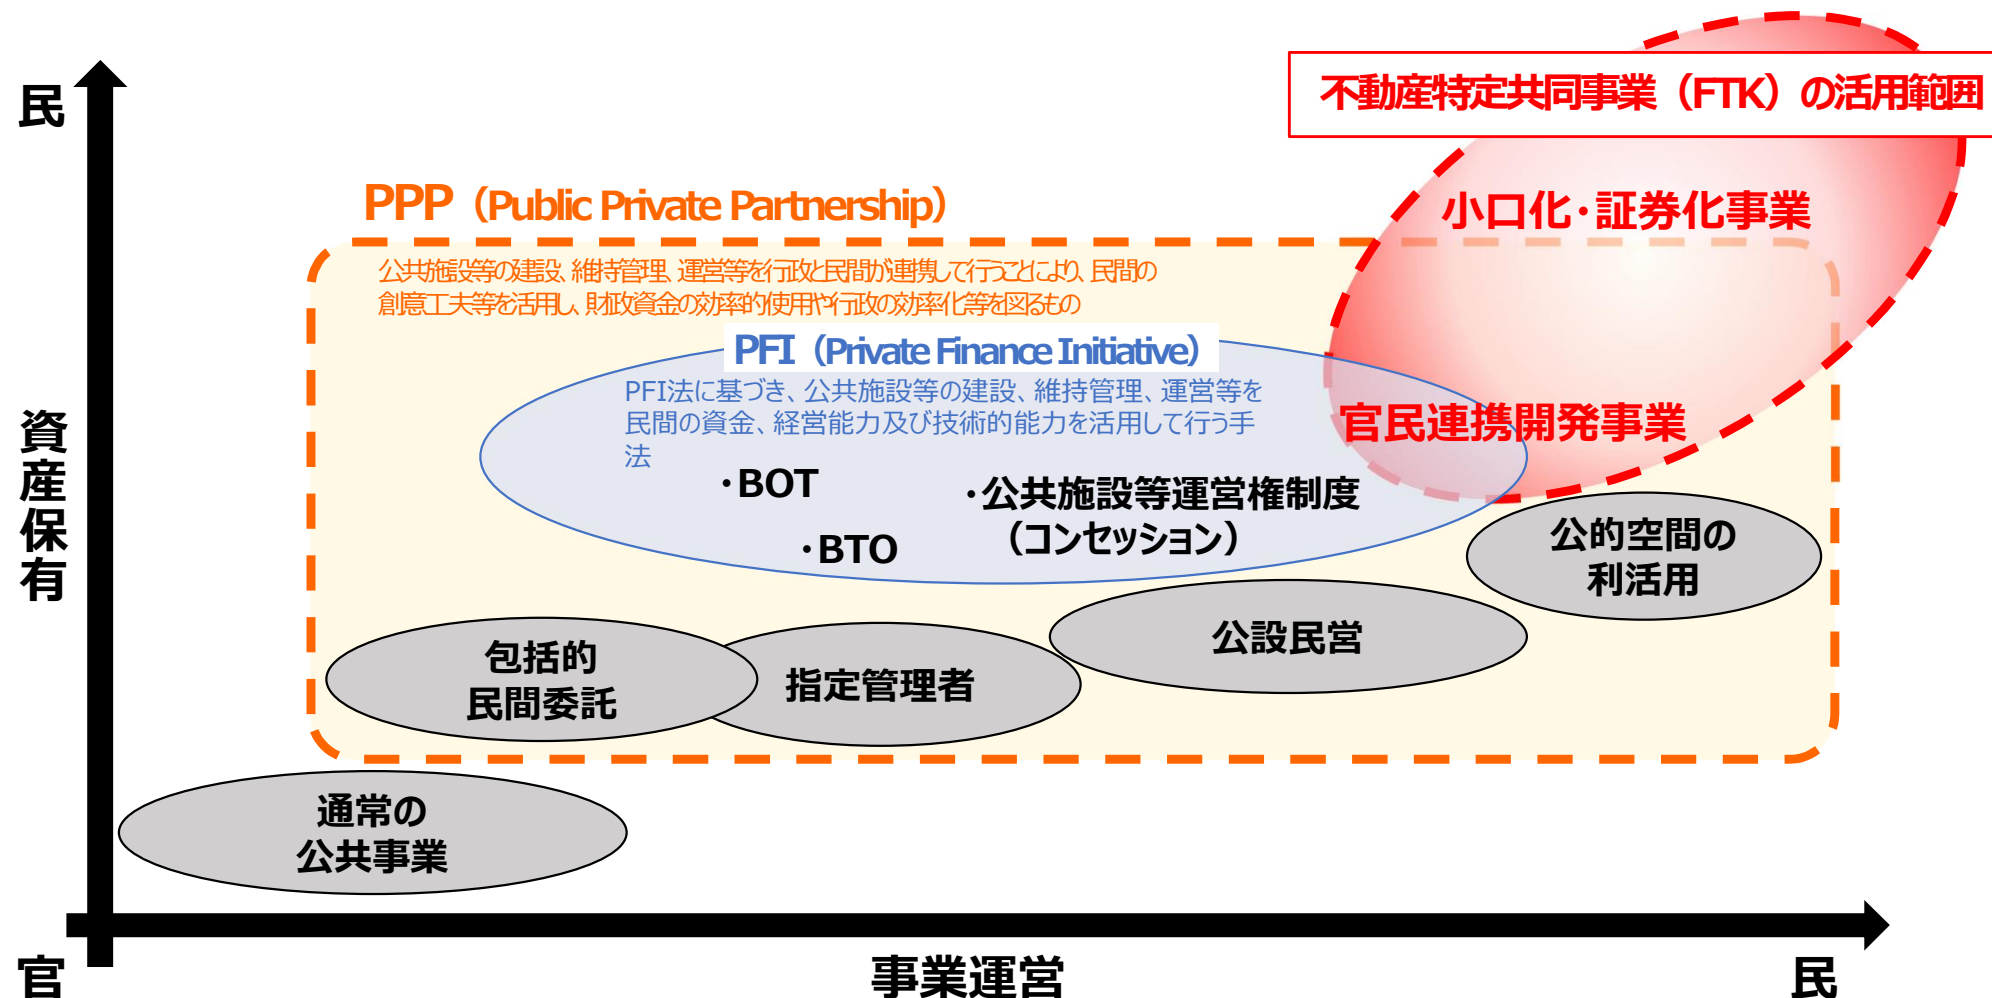 民
不動産特定共同事業（FTK）の活用範囲
小口化・証券化事業
PPP（Public Private Partnership）
公共施設等の建設、維持管理、運営等を行政と民間が連携して行うことにより、民間の
創意工夫等を活用し、財政資金の効率的使用や行政の効率化等を図るもの
PFI（Private Finance Initiative）
PFI法に基づき、公共施設等の建設、維持管理、運営等を
民間の資金、経営能力及び技術的能力を活用して行う手
法
官民連携開発事業
・BOT
・公共施設等運営権制度
（コンセッション）
・BTO
公的空間の
利活用
資産保有
公設民営
包括的
民間委託
指定管理者
通常の
公共事業
官
事業運営
民